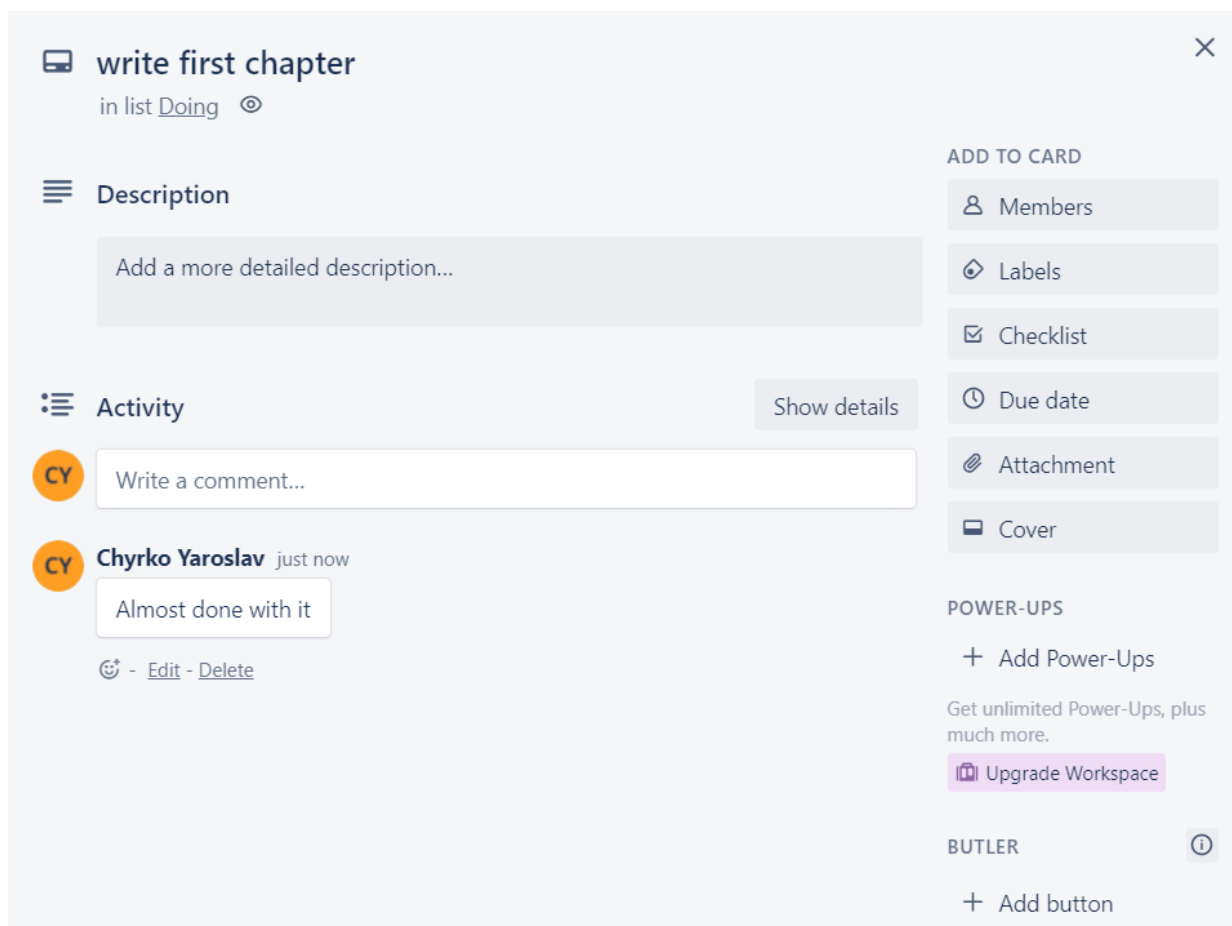 write first chapter
in list Doing
Description
Add a more detailed description...
Activity
Show details
CY
Write a comment...
CY
Chyrko Yaroslav just now
Almost done with it
- Edit - Delete
ADD TO CARD
Members
Labels
Checklist
Due date
Attachment
Cover
POWER-UPS
+ Add Power-Ups
Get unlimited Power-Ups, plus
much more.
Upgrade Workspace
BUTLER
+ Add button